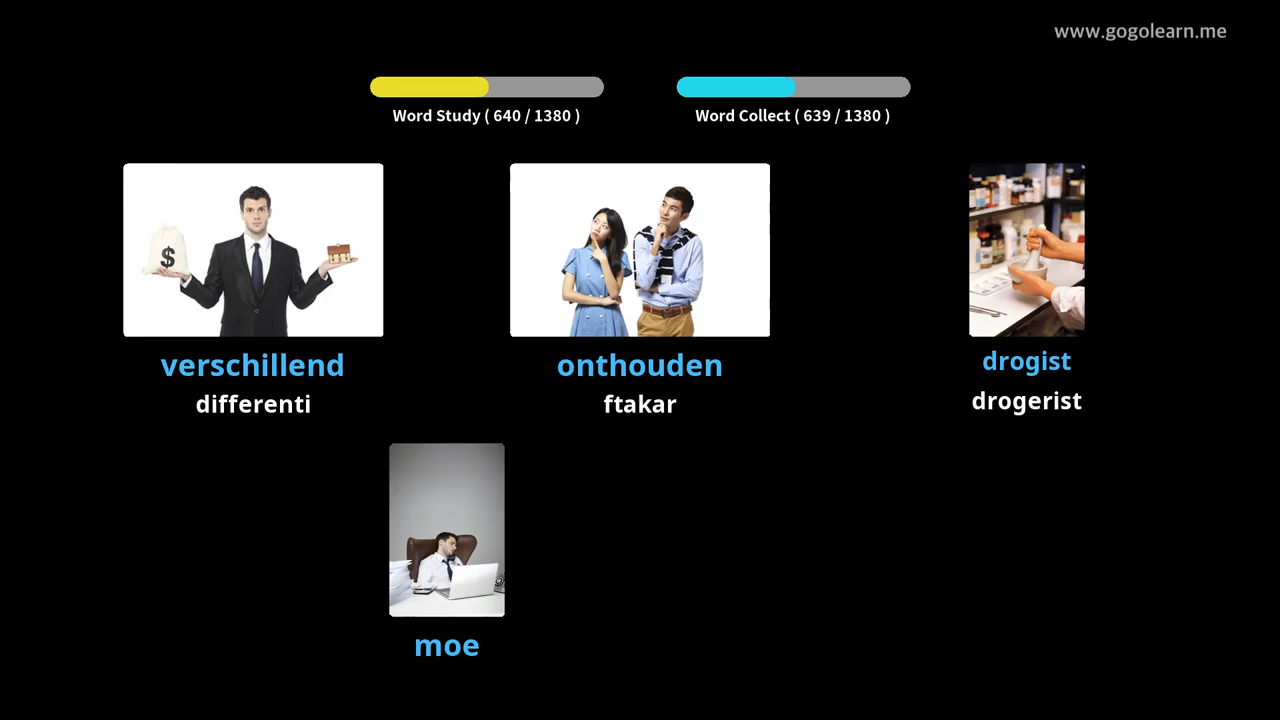 www.gogolearn.me
Word Study ( 640 / 1380 )
Word Collect ( 639 / 1380 )
$
verschillend
differenti
onthouden
ftakar
drogist
drogerist
moe